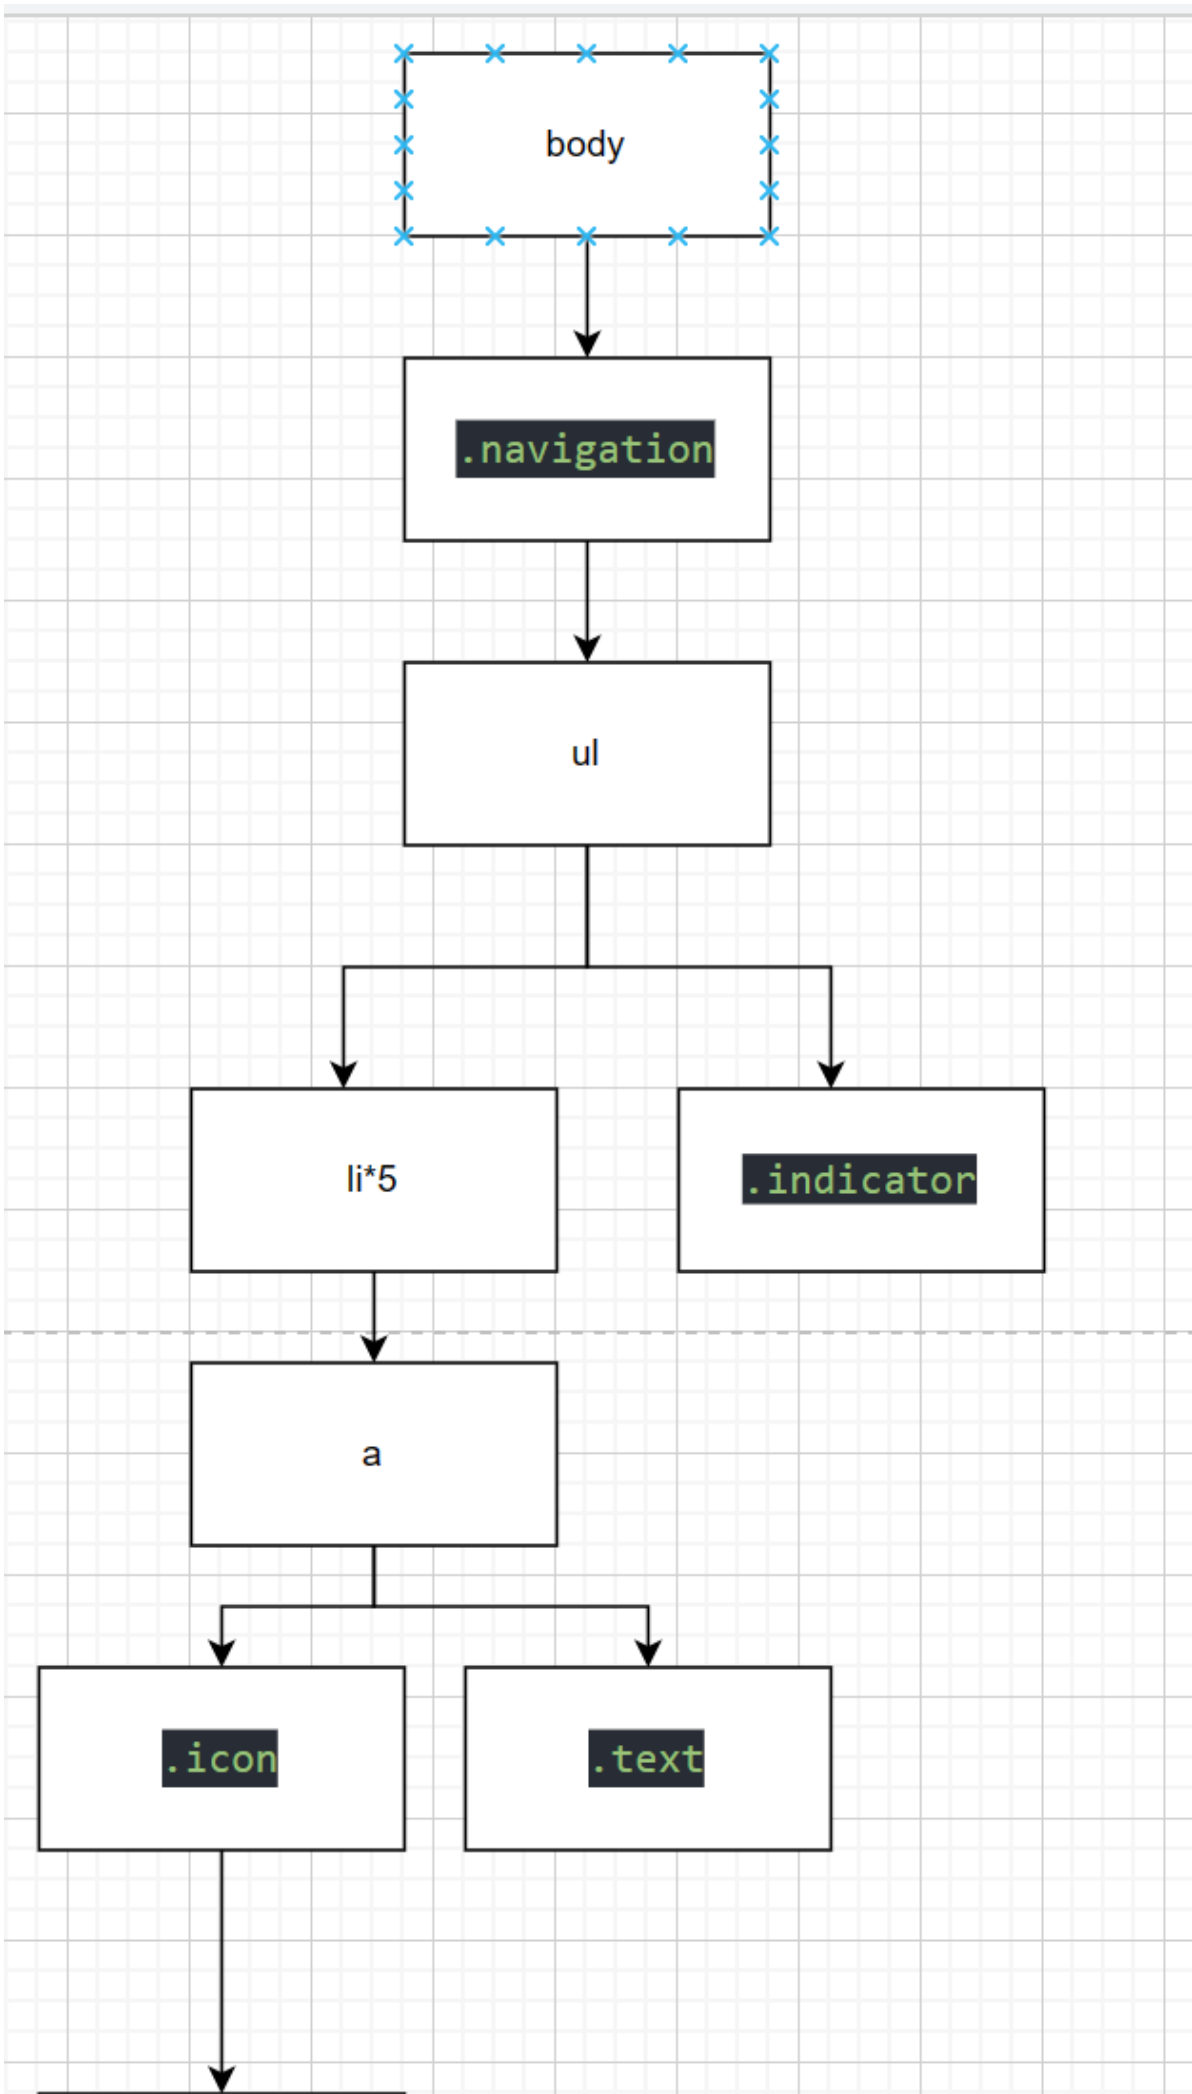 body
.navigation
ul
li*5
.indicator
a
.icon
.text